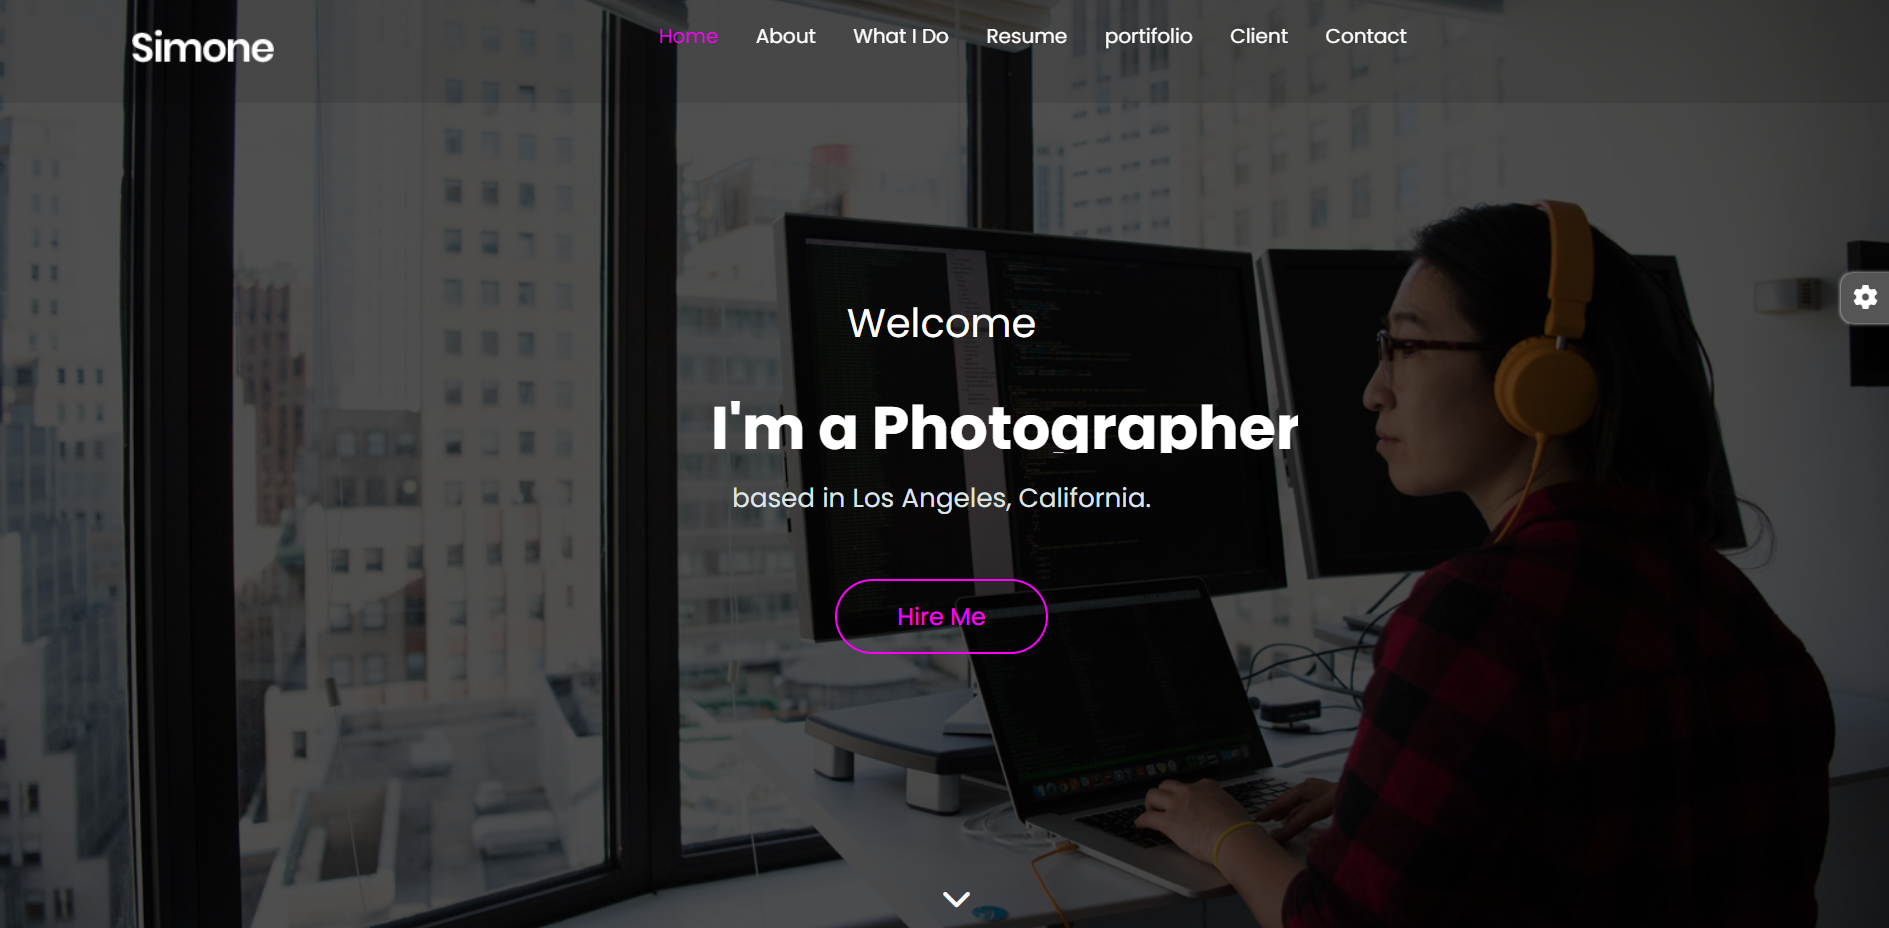 Simone
Home About What I Do Resume portifolio Client Contact
Welcome
I'm a Photographer
based in Los Angeles, California.
Hire Me